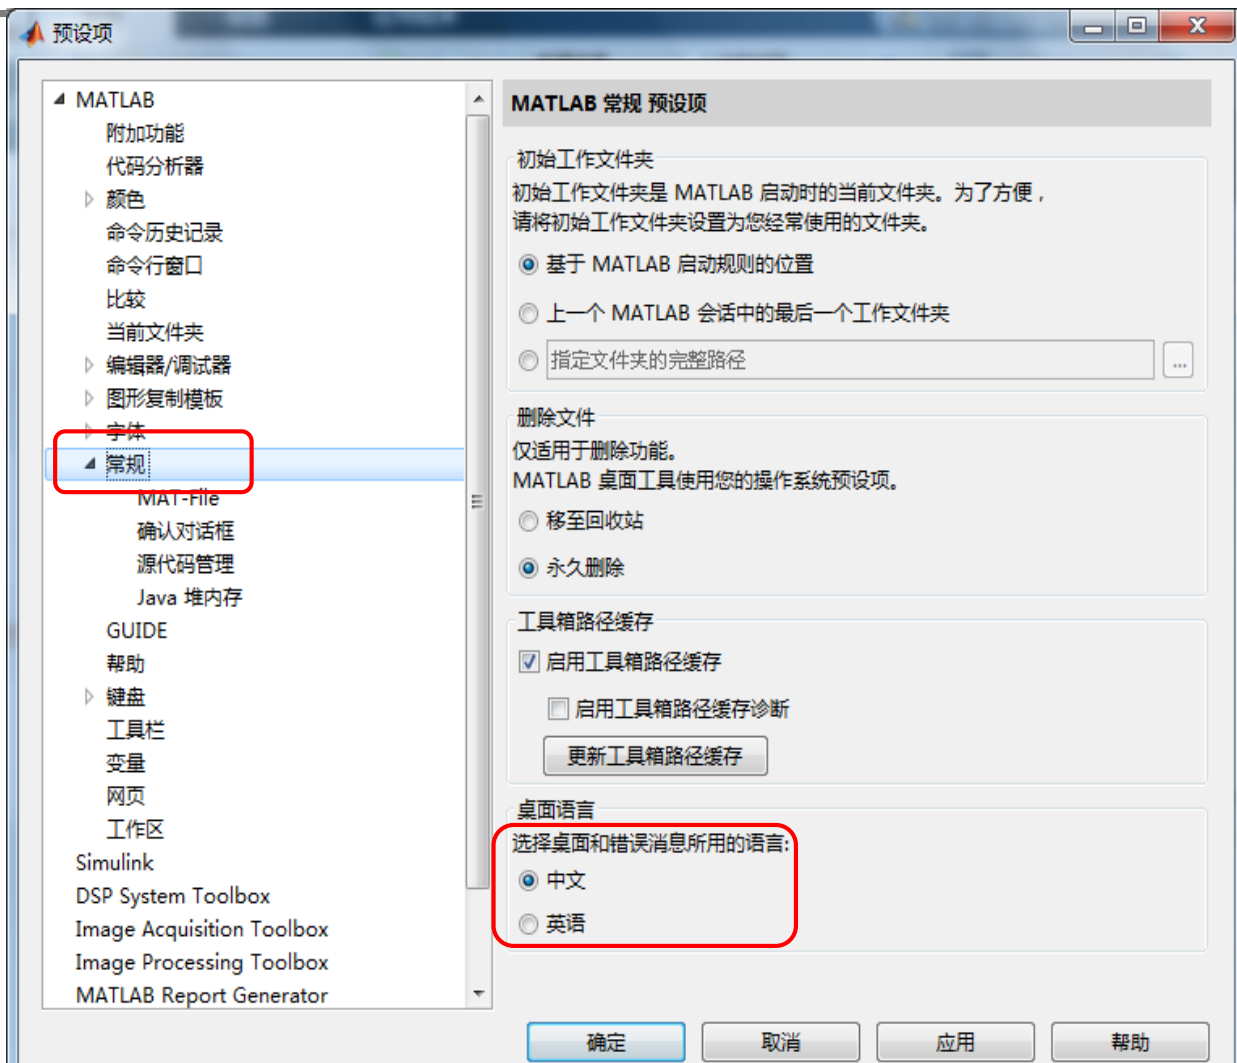 预设项
MATLAB
附加功能
代码分析器
颜色
命令历史记录
命令行窗口
比较
当前文件夹
编辑器/调试器
图形复制模板
字体
常规
MAT-File
确认对话框
源代码管理
Java 堆内存
GUIDE
帮助
键盘
工具栏
变量
网页
工作区
Simulink
DSP System Toolbox
Image Acquisition Toolbox
Image Processing Toolbox
MATLAB Report Generator
MATLAB 常规 预设项
初始工作文件夹
初始工作文件夹是 MATLAB 启动时的当前文件夹。为了方便，
请将初始工作文件夹设置为您经常使用的文件夹。
基于 MATLAB 启动规则的位置
上一个 MATLAB 会话中的最后一个工作文件夹
指定文件夹的完整路径
...
删除文件
仅适用于删除功能。
MATLAB 桌面工具使用您的操作系统预设项。
移至回收站
永久删除
工具箱路径缓存
启用工具箱路径缓存
启用工具箱路径缓存诊断
更新工具箱路径缓存
桌面语言
选择桌面和错误消息所用的语言:
中文
英语
确定
取消
应用
帮助